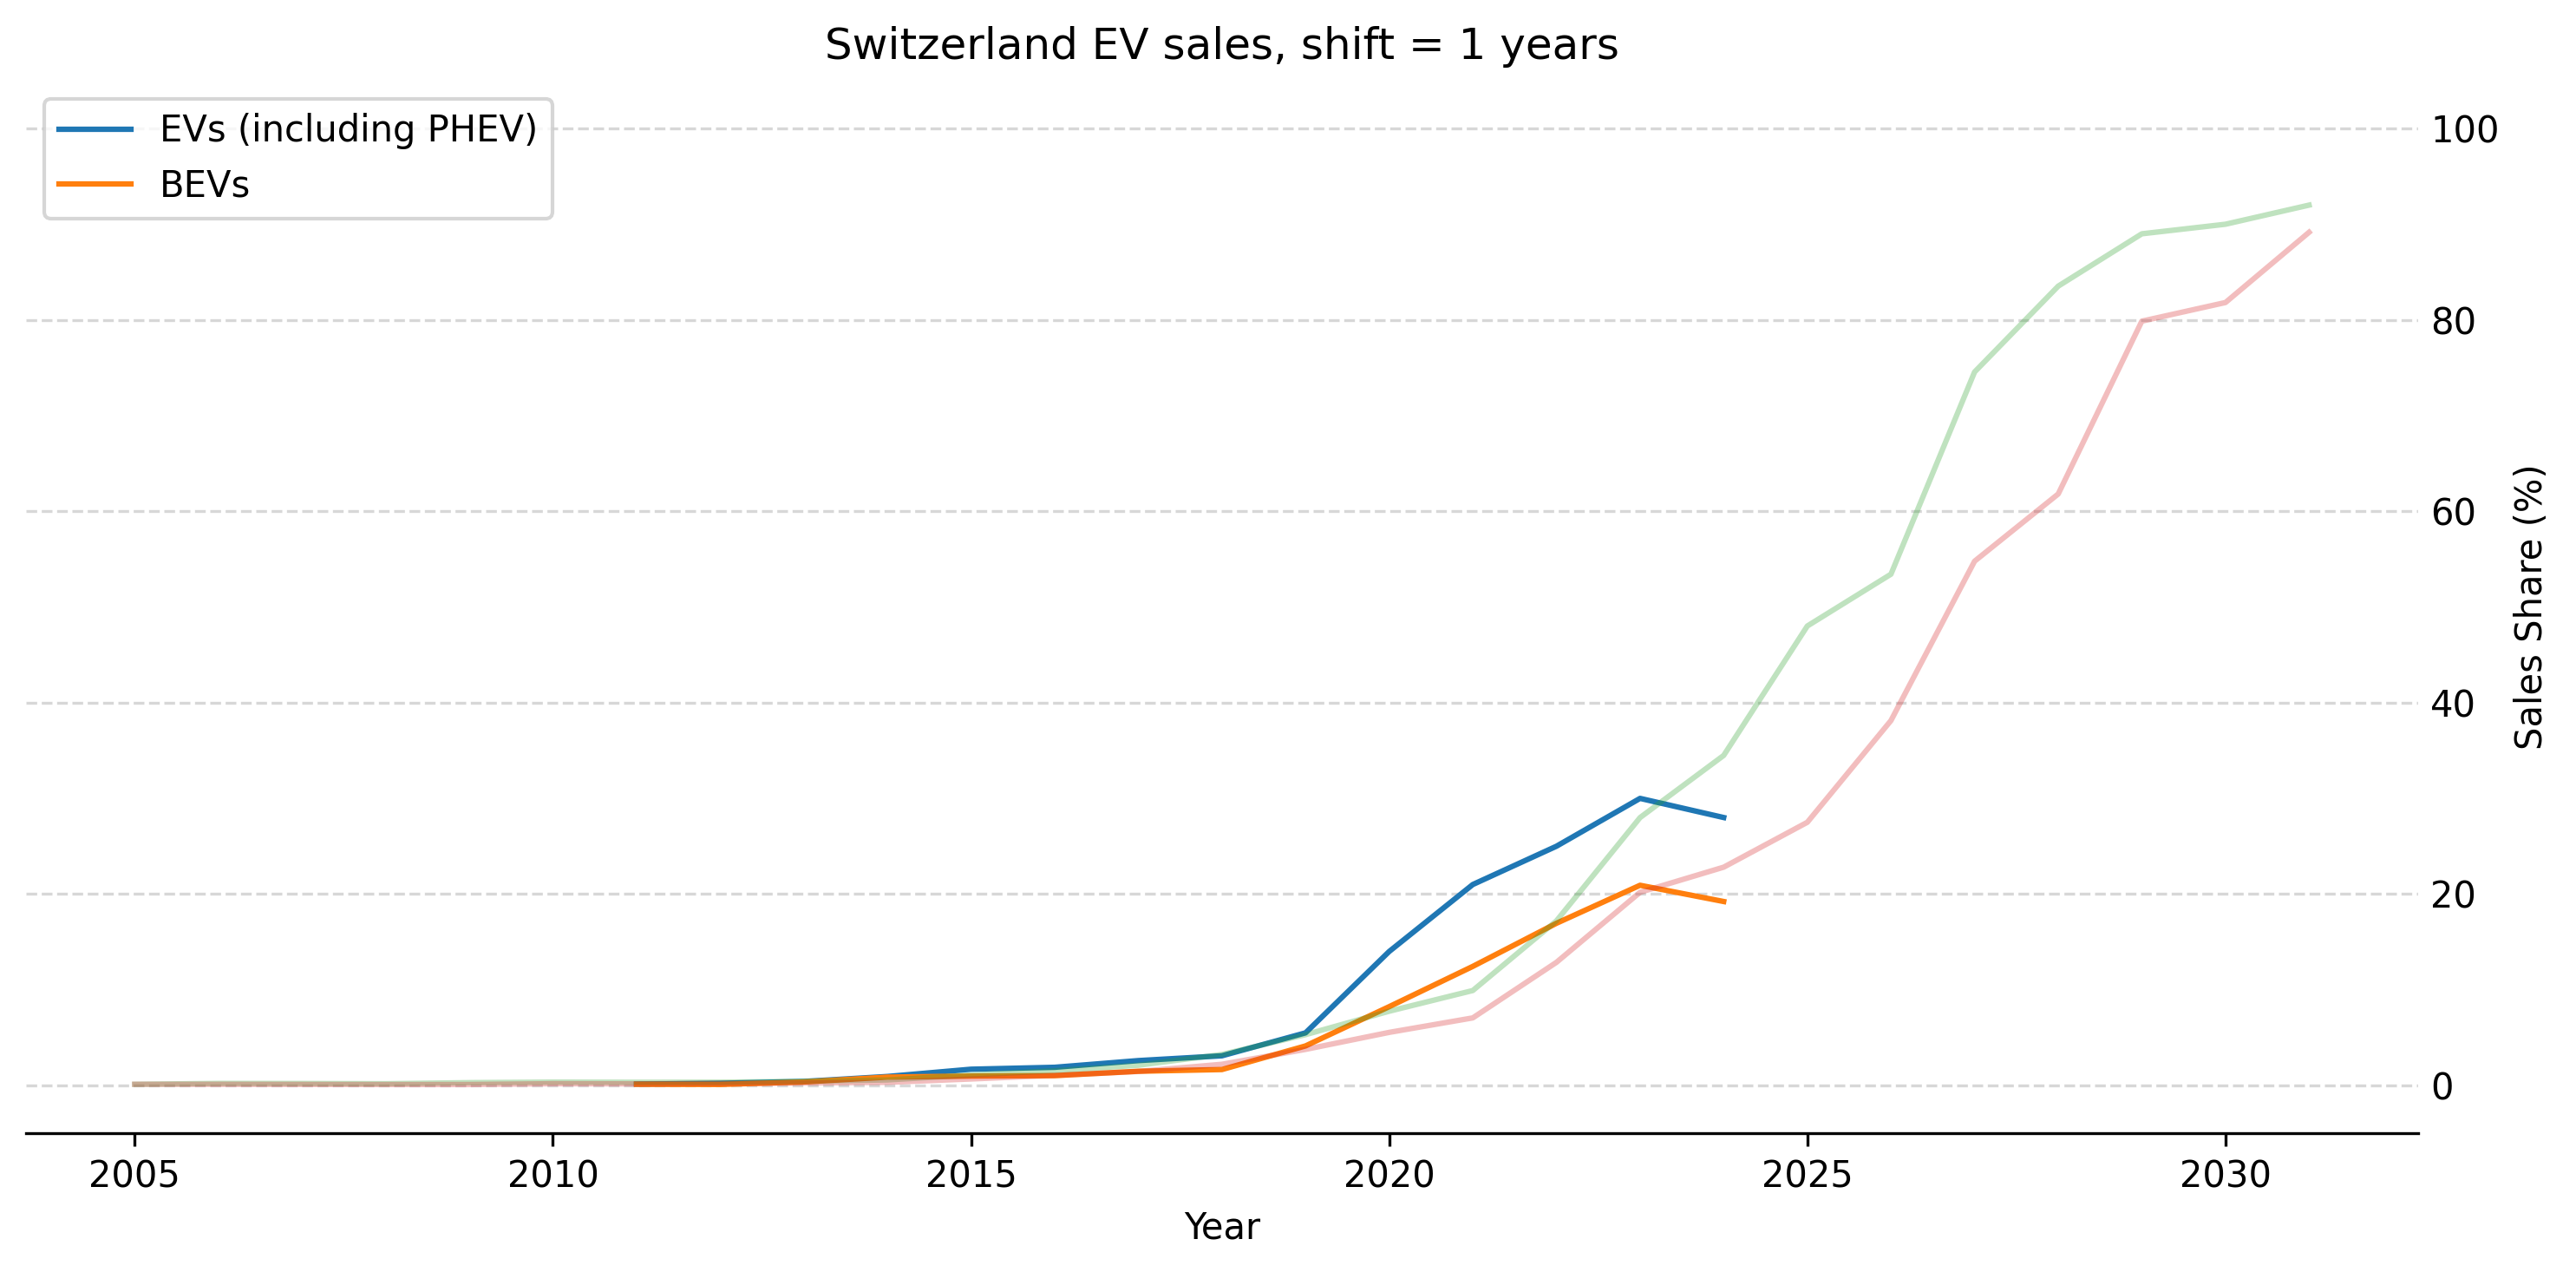 Switzerland EV sales, shift = 1 years
EVs (including PHEV)
BEVs
100
80
60
40
20
0
Sales Share (%)
2005 2010 2015 2020 2025 2030
Year